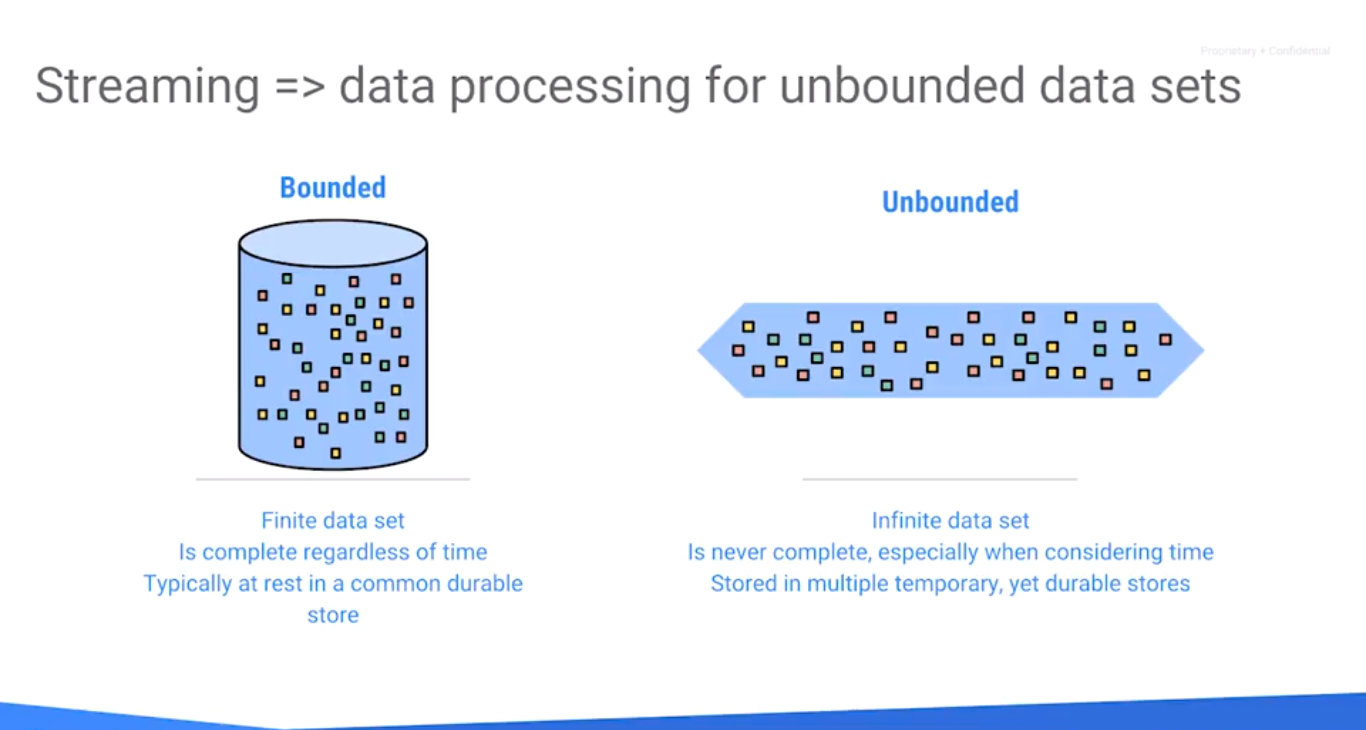 Proprietary + Confidential
Streaming => data processing for unbounded data sets
Bounded
Unbounded
Finite data set
Is complete regardless of time
Typically at rest in a common durable
store
Infinite data set
Is never complete, especially when considering time
Stored in multiple temporary, yet durable stores